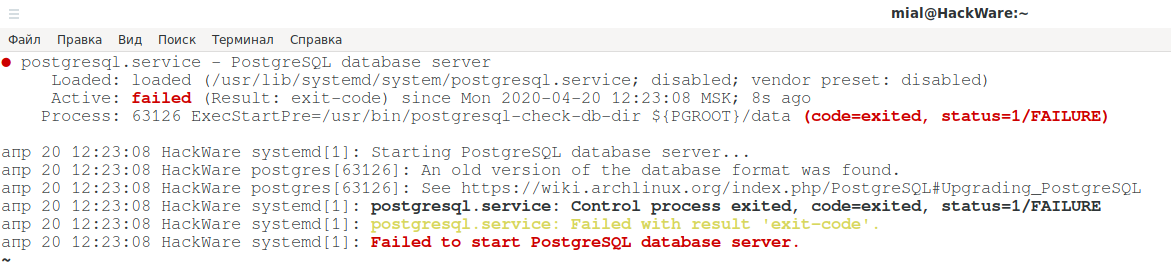 mial@HackWare:~
Файл Правка Вид Поиск Терминал Справка
● postgresql.service - PostgreSQL database server
Loaded: loaded (/usr/lib/systemd/system/postgresql.service; disabled; vendor preset: disabled)
Active: failed (Result: exit-code) since Mon 2020-04-20 12:23:08 MSK; 8s ago
Process: 63126 ExecStartPre=/usr/bin/postgresql-check-db-dir ${PGROOT}/data (code=exited, status=1/FAILURE)
апр 20 12:23:08 HackWare systemd[1]: Starting PostgreSQL database server...
апр 20 12:23:08 HackWare postgres[63126]: An old version of the database format was found.
апр 20 12:23:08 HackWare postgres[63126]: See https://wiki.archlinux.org/index.php/PostgreSQL#Upgrading_PostgreSQL
апр 20 12:23:08 HackWare systemd[1]: postgresql.service: Control process exited, code=exited, status=1/FAILURE
апр 20 12:23:08 HackWare systemd[1]: postgresql.service: Failed with result 'exit-code'.
апр 20 12:23:08 HackWare systemd[1]: Failed to start PostgreSQL database server.
~